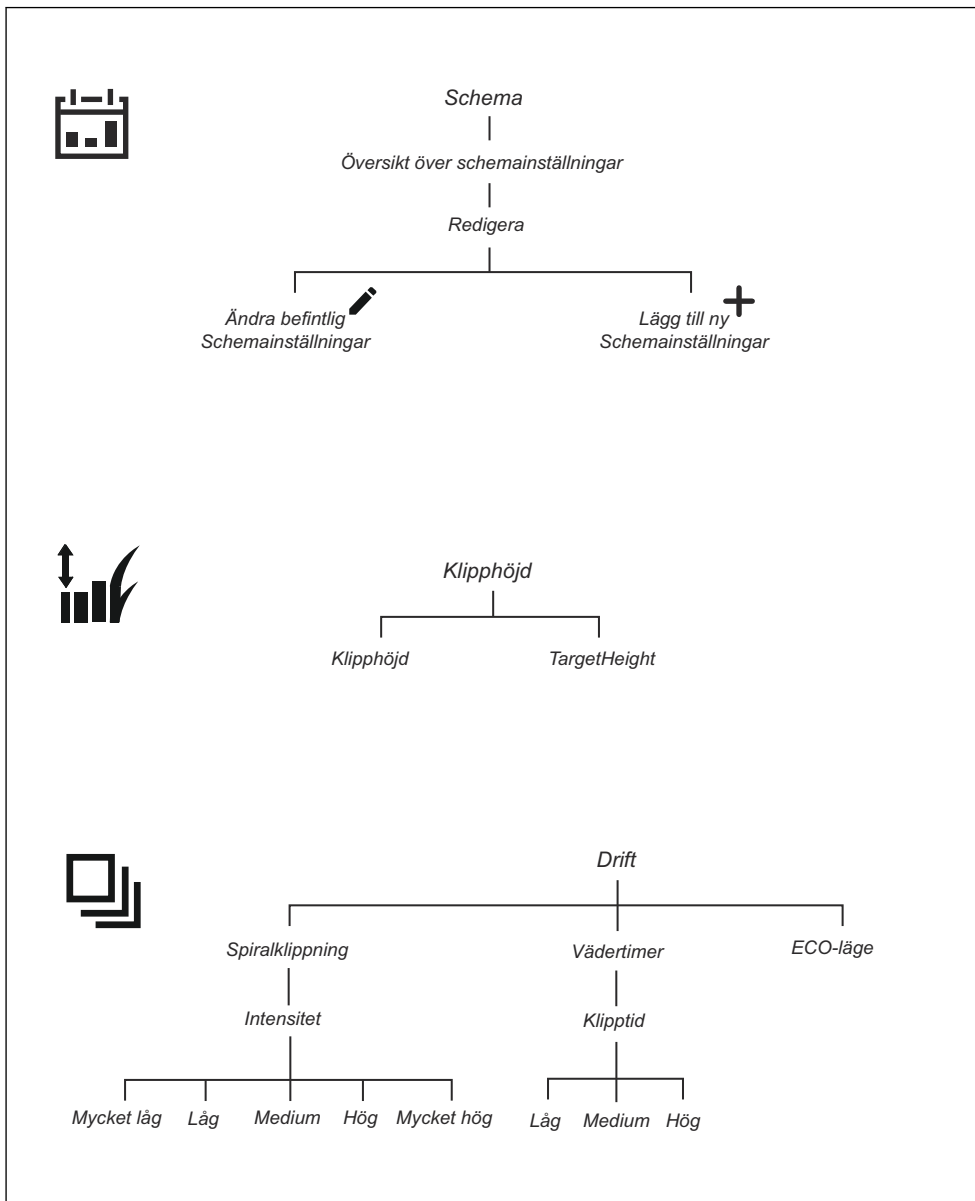 Schema
Översikt över schemainställningar
Redigera
Ändra befintlig
Schemainställningar
Lägg till ny
Schemainställningar
Klipphöjd
Klipphöjd
TargetHeight
Drift
Spiralklippning
Vädertimer
ECO-läge
Intensitet
Klipptid
Mycket låg
Låg
Medium
Hög
Mycket hög
Låg
Medium
Hög